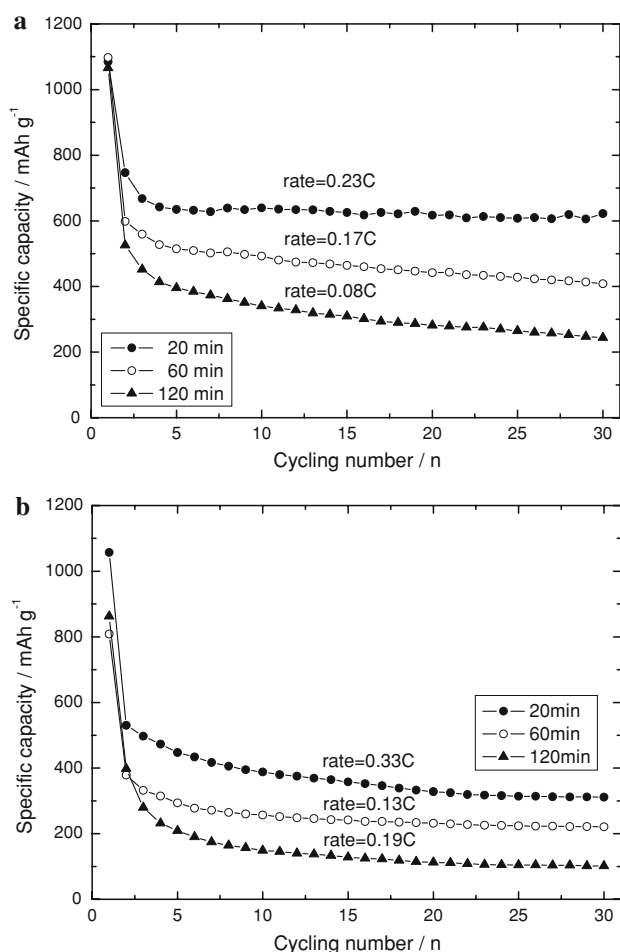 a
1200
1000
800
600
400
200
0
Specific capacity / mAh g⁻¹
rate=0.23C
rate=0.17C
rate=0.08C
20 min
60 min
120 min
0 5 10 15 20 25 30
Cycling number / n
b
1200
1000
800
600
400
200
0
Specific capacity / mAh g⁻¹
20min
60min
120min
rate=0.33C
rate=0.13C
rate=0.19C
0 5 10 15 20 25 30
Cycling number / n